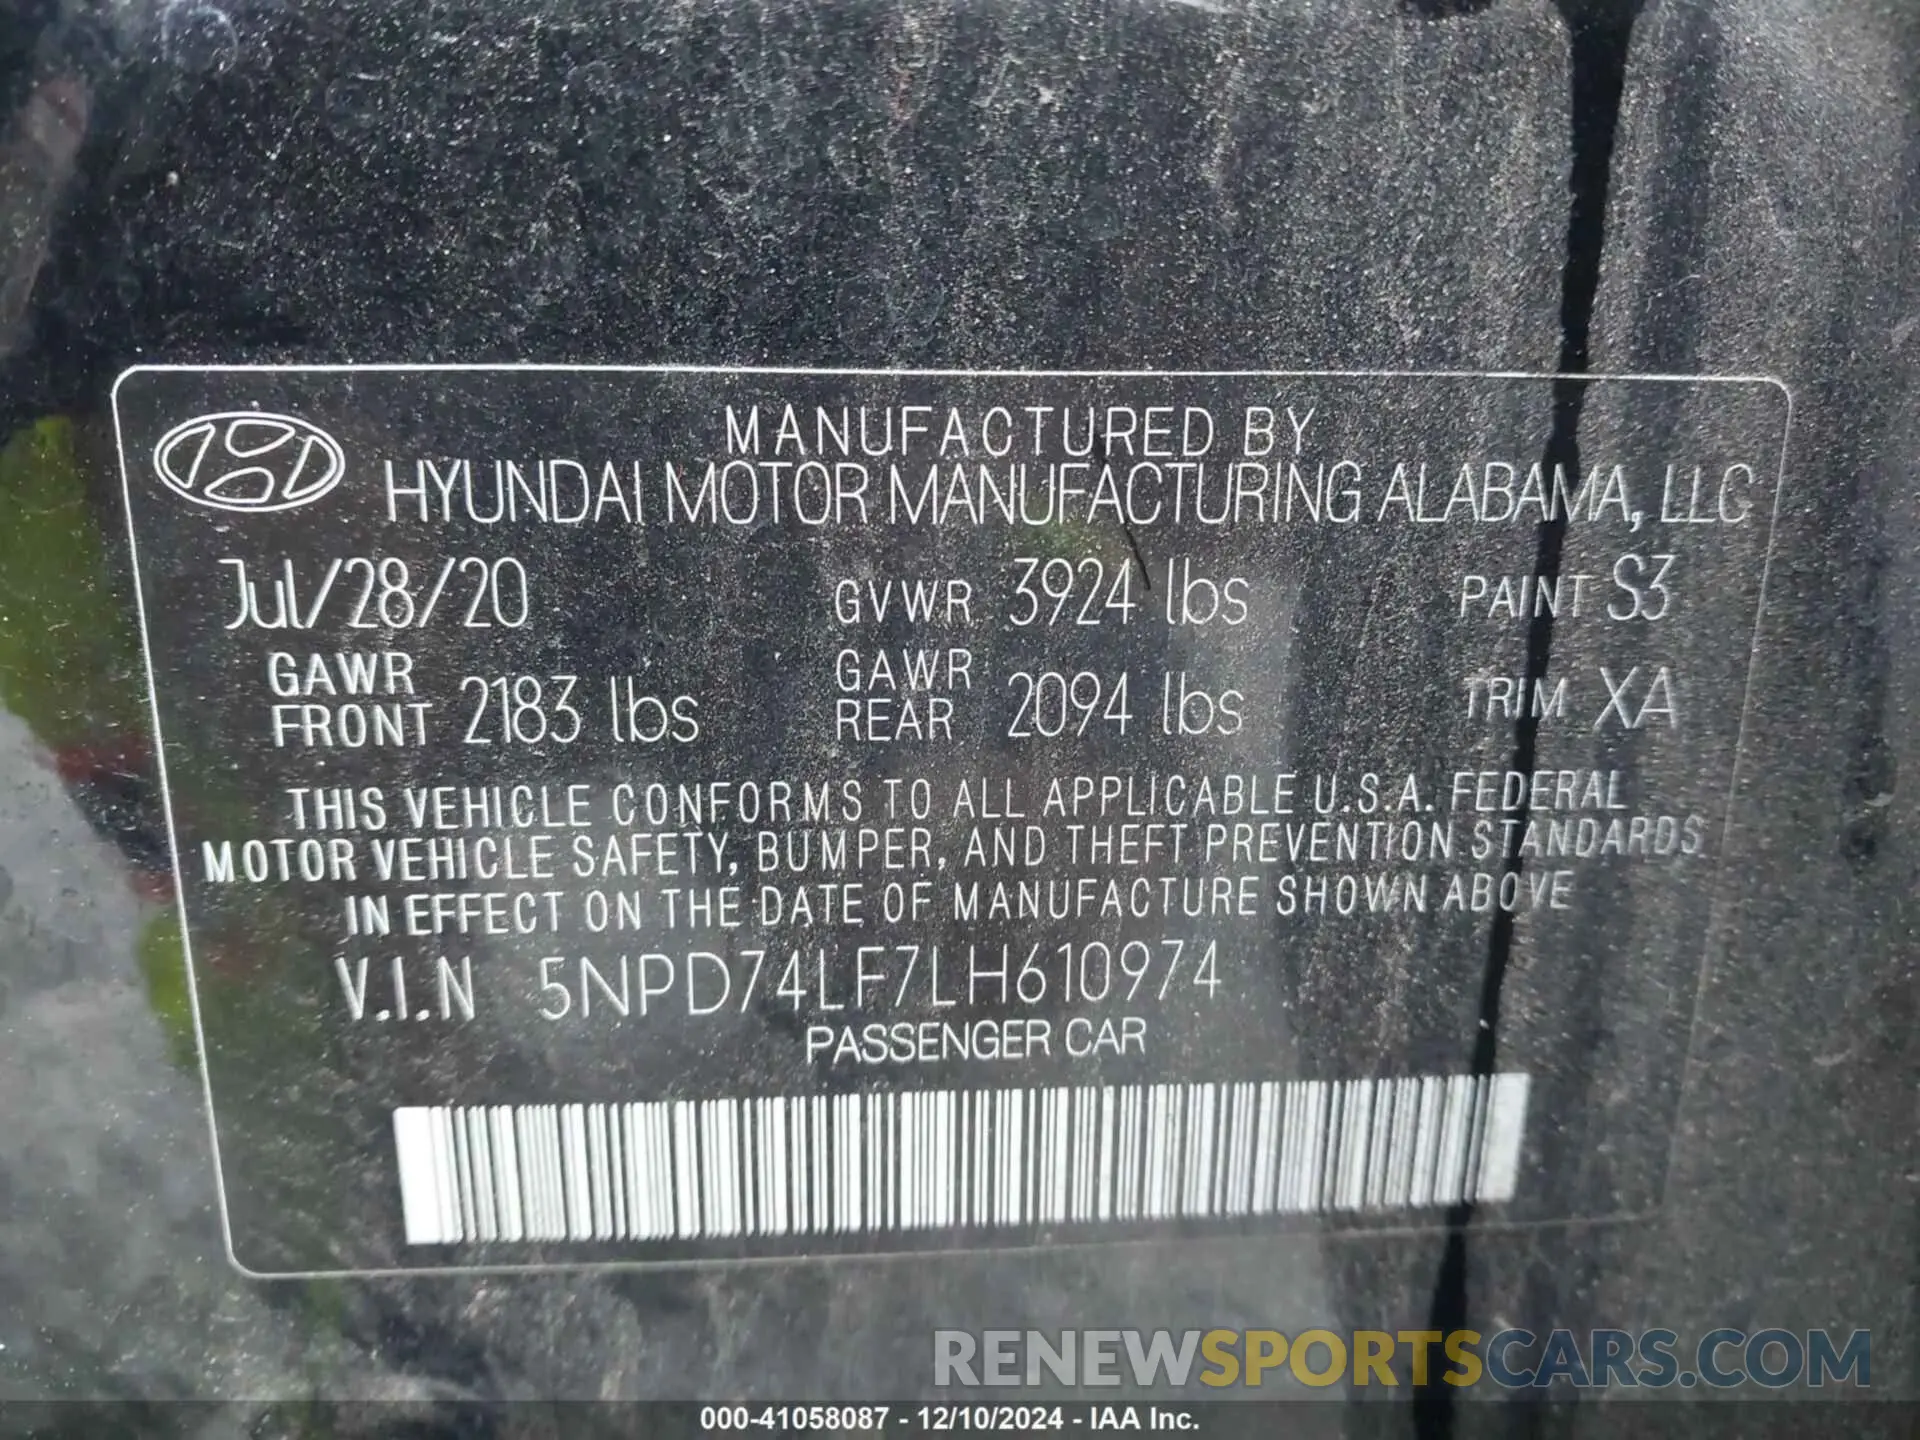 MANUFACTURED BY
HYUNDAI MOTOR MANUFACTURING ALABAMA, LLC
Jul/28/20 GVWR 3924 lbs PAINT S3
GAWR FRONT 2183 lbs GAWR REAR 2094 lbs TRIM XA
THIS VEHICLE CONFORMS TO ALL APPLICABLE U.S.A. FEDERAL
MOTOR VEHICLE SAFETY, BUMPER, AND THEFT PREVENTION STANDARDS
IN EFFECT ON THE DATE OF MANUFACTURE SHOWN ABOVE
V.I.N 5NPD74LF7LH610974
PASSENGER CAR
RENEWSPORTSCARS.COM
000-41058087 - 12/10/2024 - IAA Inc.